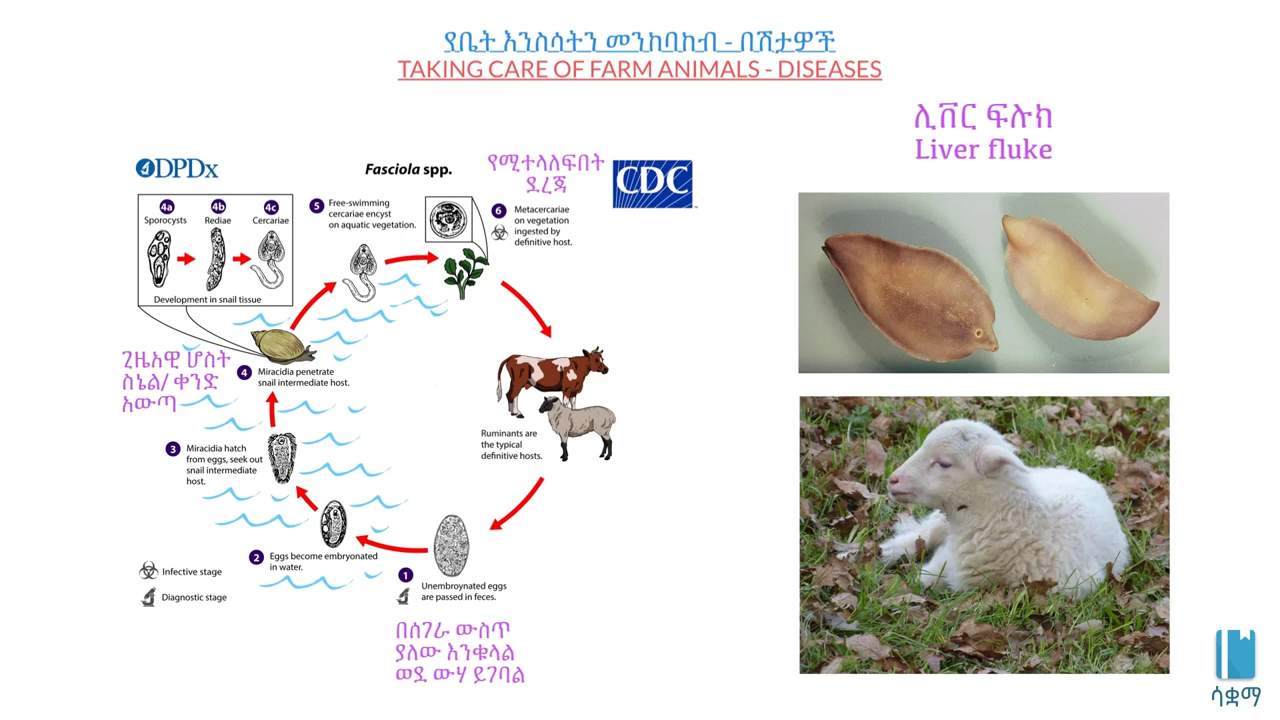 የቤት እንስሳትን መንከባከብ - በሽታዎች
TAKING CARE OF FARM ANIMALS - DISEASES
ሊቨር ፍሉክ
Liver fluke
DPDx
Fasciola spp.
የሚተላለፍበት
ደረጃ
CDC
4a
4b
4c
Sporocysts
Rediae
Cercariae
Development in snail tissue
5
Free-swimming
cercariae encyst
on aquatic vegetation.
6
Metacercariae
on vegetation
ingested by
definitive host.
ጊዜአዊ ሆስት
ስኔል/ ቀንድ
አውጣ
4
Miracidia penetrate
snail intermediate host.
3
Miracidia hatch
from eggs, seek out
snail intermediate
host.
Ruminants are
the typical
definitive hosts.
2
Eggs become embryonated
in water.
1
Unembroynated eggs
are passed in feces.
Infective stage
Diagnostic stage
በሰገራ ውስጥ
ያለው እንቁላል
ወደ ውሃ ይገባል
ሳቋማ